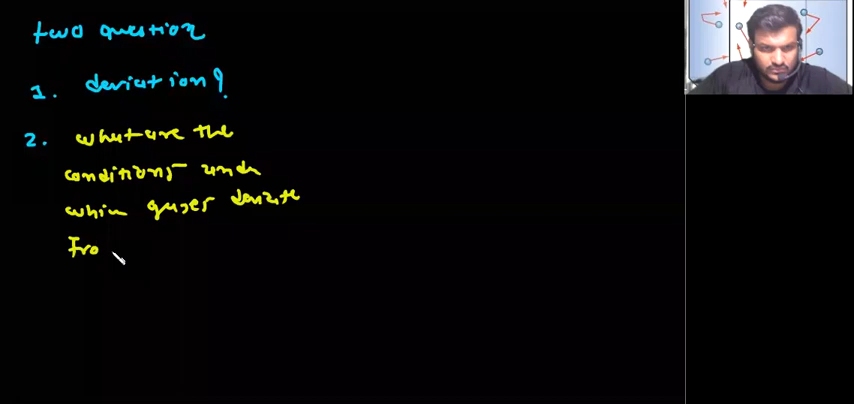 two question
1. deviation?
2. what are the
conditions under
which gases deviate
Fro